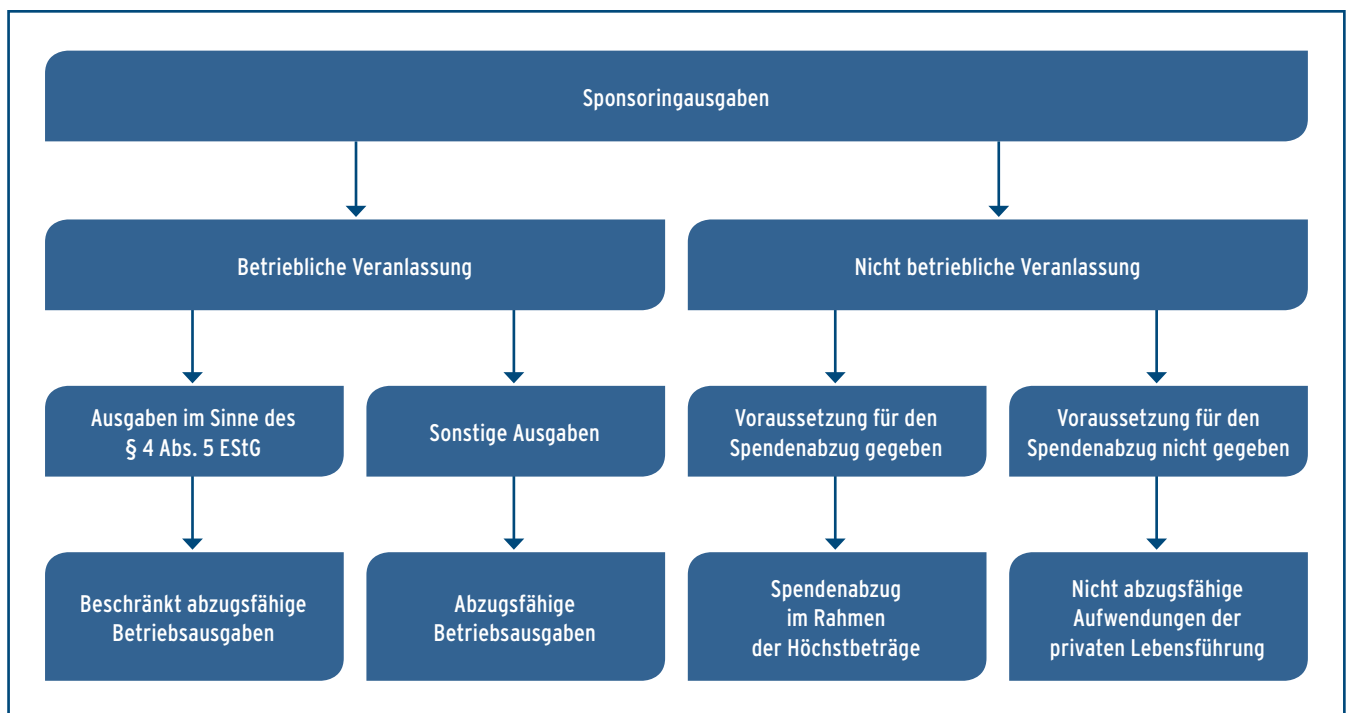 Sponsoringausgaben
Betriebliche Veranlassung
Nicht betriebliche Veranlassung
Ausgaben im Sinne des
§ 4 Abs. 5 EStG
Sonstige Ausgaben
Voraussetzung für den
Spendenabzug gegeben
Voraussetzung für den
Spendenabzug nicht gegeben
Beschränkt abzugsfähige
Betriebsausgaben
Abzugsfähige
Betriebsausgaben
Spendenabzug
im Rahmen
der Höchstbeträge
Nicht abzugsfähige
Aufwendungen der
privaten Lebensführung